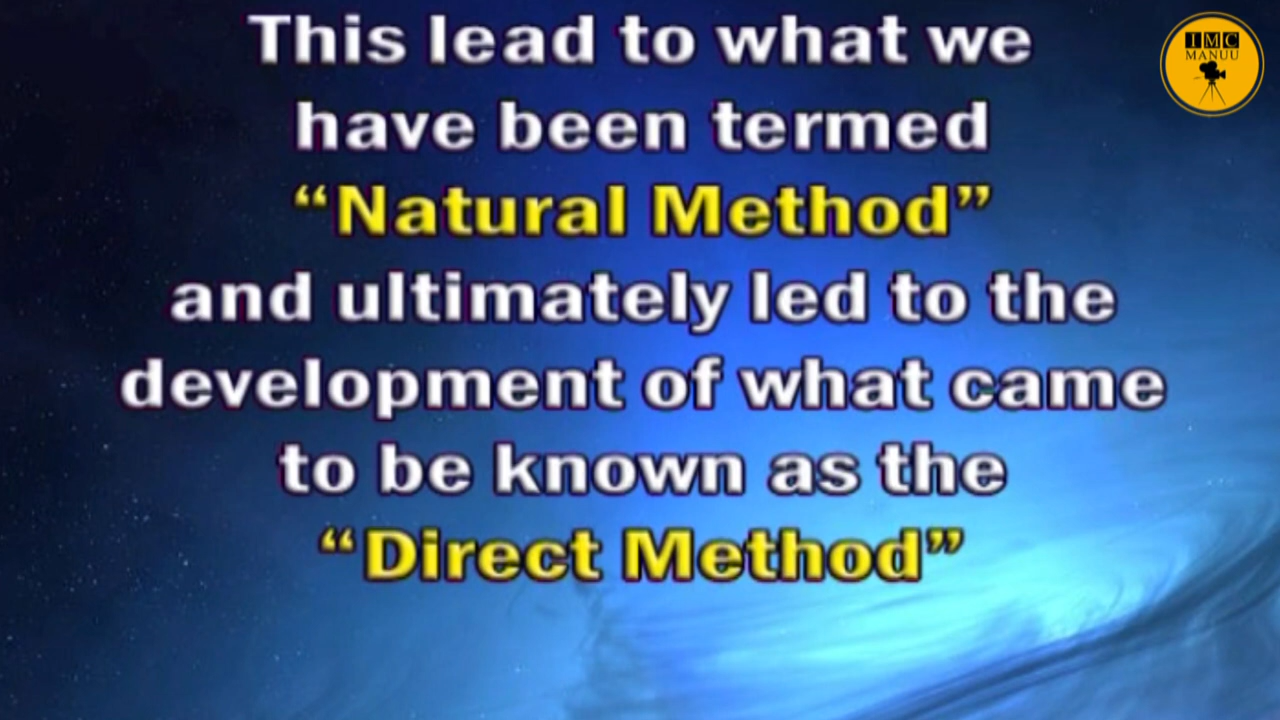 This lead to what we
have been termed
“Natural Method”
and ultimately led to the
development of what came
to be known as the
“Direct Method”
IMC
MANUU